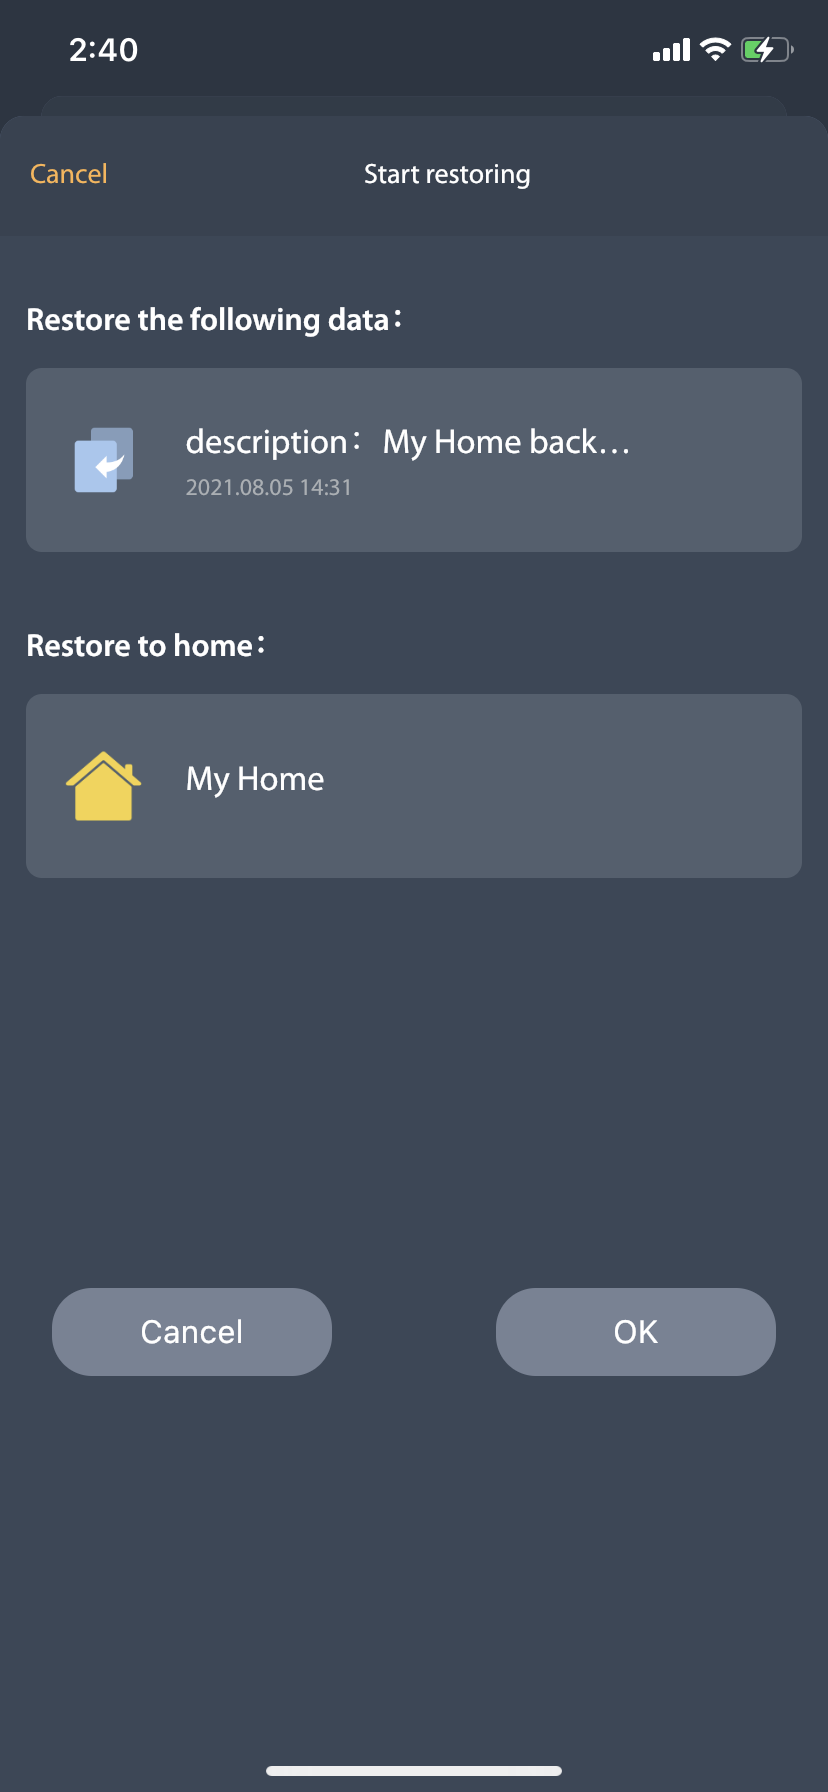 2:40
Cancel
Start restoring
Restore the following data：
description： My Home back...
2021.08.05 14:31
Restore to home：
My Home
Cancel
OK